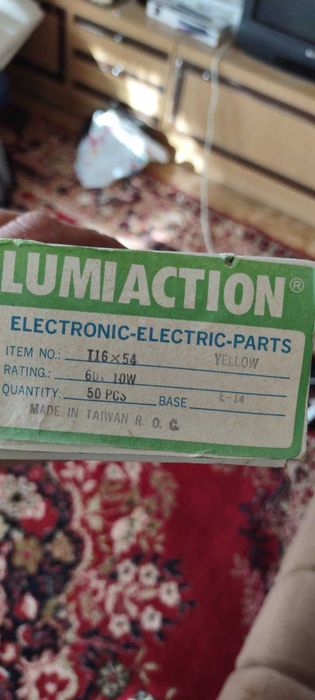 LUMIACTION®
ELECTRONIC-ELECTRIC-PARTS
ITEM NO.: T16×54 YELLOW
RATING.: 10W
QUANTITY: 50 PCS BASE E-14
MADE IN TAIWAN R. O. C